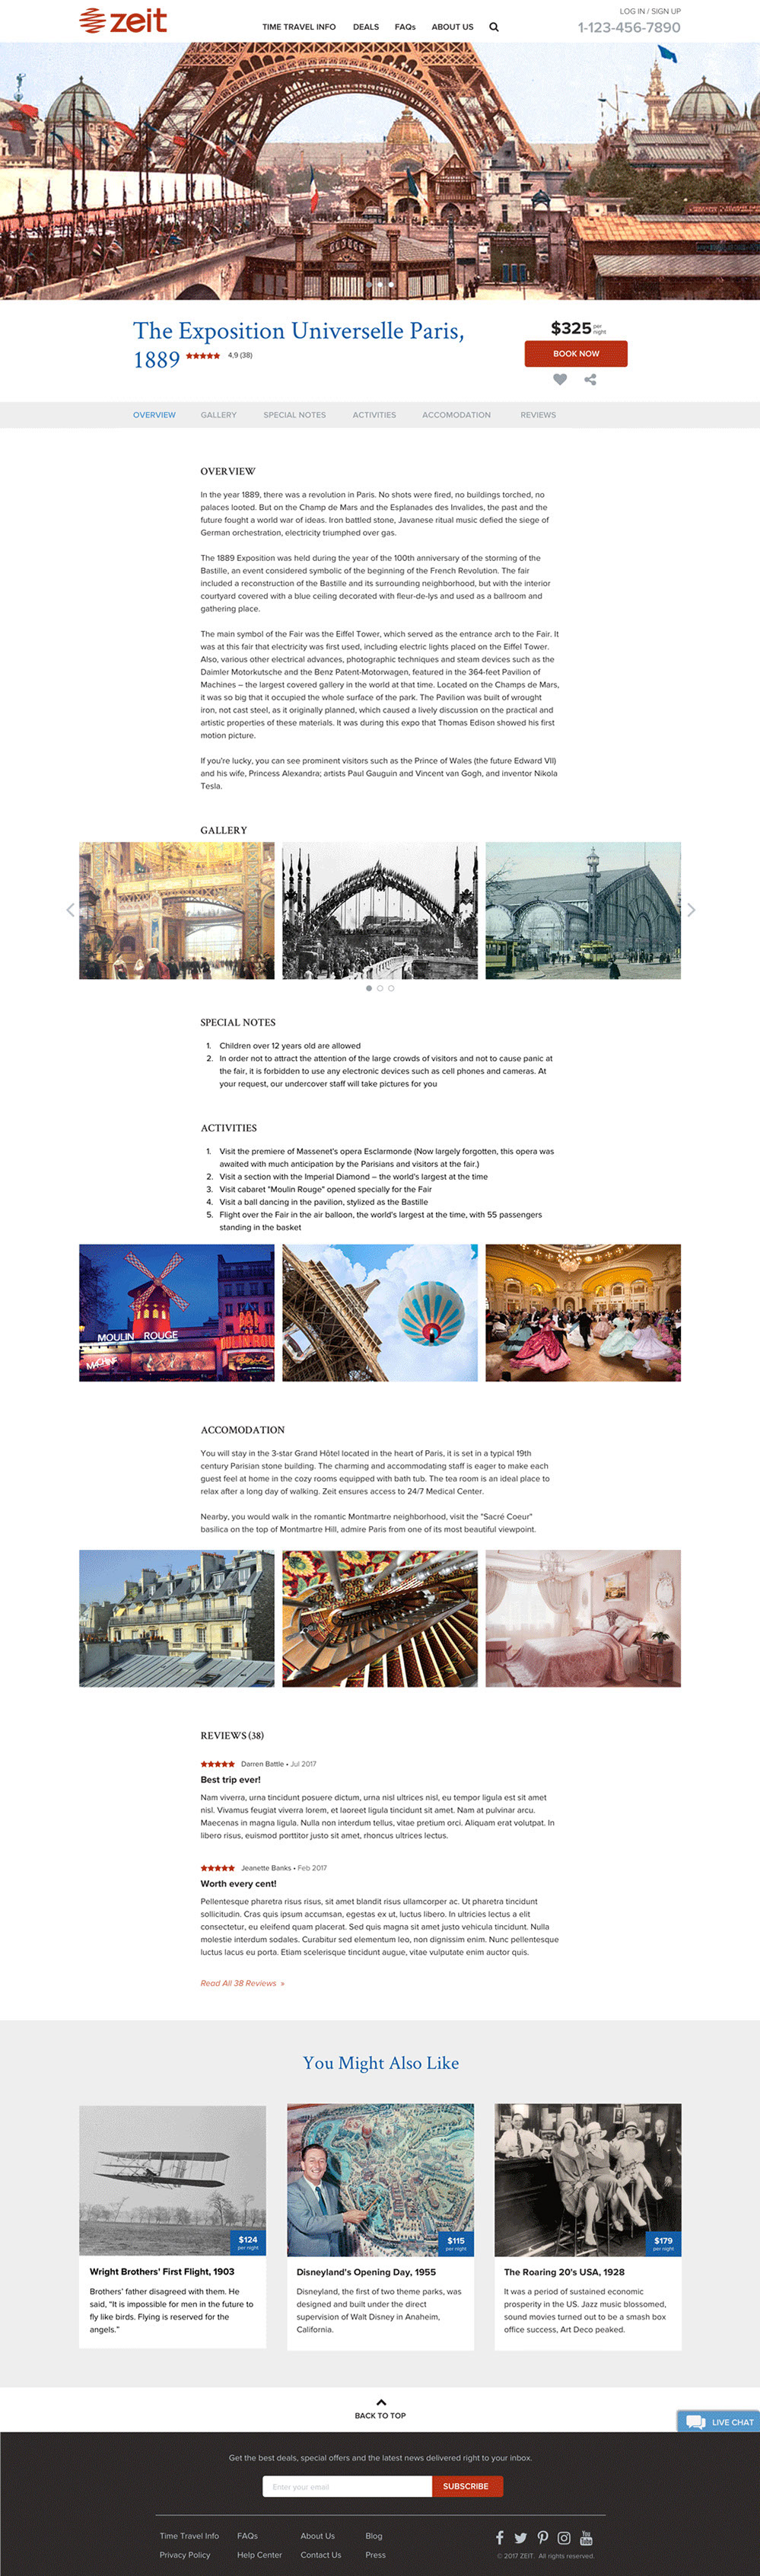 zeit
LOG IN / SIGN UP
1-123-456-7890
TIME TRAVEL INFO DEALS FAQs ABOUT US
The Exposition Universelle Paris,
1889 4,9 (38)
$325 per night
BOOK NOW
OVERVIEW GALLERY SPECIAL NOTES ACTIVITIES ACCOMODATION REVIEWS
OVERVIEW
In the year 1889, there was a revolution in Paris. No shots were fired, no buildings torched, no
palaces looted. But on the Champ de Mars and the Esplanades des Invalides, the past and the
future fought a world war of ideas. Iron battled stone, Javanese ritual music defied the siege of
German orchestration, electricity triumphed over gas.
The 1889 Exposition was held during the year of the 100th anniversary of the storming of the
Bastille, an event considered symbolic of the beginning of the French Revolution. The fair
included a reconstruction of the Bastille and its surrounding neighborhood, but with the interior
courtyard covered with a blue ceiling decorated with fleur-de-lys and used as a ballroom and
gathering place.
The main symbol of the Fair was the Eiffel Tower, which served as the entrance arch to the Fair. It
was at this fair that electricity was first used, including electric lights placed on the Eiffel Tower.
Also, various other electrical advances, photographic techniques and steam devices such as the
Daimler Motorkutsche and the Benz Patent-Motorwagen, featured in the 364-feet Pavilion of
Machines – the largest covered gallery in the world at that time. Located on the Champs de Mars,
it was so big that it occupied the whole surface of the park. The Pavilion was built of wrought
iron, not cast steel, as it originally planned, which caused a lively discussion on the practical and
artistic properties of these materials. It was during this expo that Thomas Edison showed his first
motion picture.
If you're lucky, you can see prominent visitors such as the Prince of Wales (the future Edward VII)
and his wife, Princess Alexandra; artists Paul Gauguin and Vincent van Gogh, and inventor Nikola
Tesla.
GALLERY
SPECIAL NOTES
1. Children over 12 years old are allowed
2. In order not to attract the attention of the large crowds of visitors and not to cause panic at
the fair, it is forbidden to use any electronic devices such as cell phones and cameras. At
your request, our undercover staff will take pictures for you
ACTIVITIES
1. Visit the premiere of Massenet's opera Esclarmonde (Now largely forgotten, this opera was
awaited with much anticipation by the Parisians and visitors at the fair.)
2. Visit a section with the Imperial Diamond – the world's largest at the time
3. Visit cabaret "Moulin Rouge" opened specially for the Fair
4. Visit a ball dancing in the pavilion, stylized as the Bastille
5. Flight over the Fair in the air balloon, the world's largest at the time, with 55 passengers
standing in the basket
MOULIN ROUGE
ACCOMODATION
You will stay in the 3-star Grand Hôtel located in the heart of Paris, it is set in a typical 19th
century Parisian stone building. The charming and accommodating staff is eager to make each
guest feel at home in the cozy rooms equipped with bath tub. The tea room is an ideal place to
relax after a long day of walking. Zeit ensures access to 24/7 Medical Center.
Nearby, you would walk in the romantic Montmartre neighborhood, visit the "Sacré Coeur"
basilica on the top of Montmartre Hill, admire Paris from one of its most beautiful viewpoint.
REVIEWS (38)
Darren Battle • Jul 2017
Best trip ever!
Nam viverra, urna tincidunt posuere dictum, urna nisl ultrices nisl, eu tempor ligula est sit amet
nisl. Vivamus feugiat viverra lorem, et laoreet ligula tincidunt sit amet. Nam at pulvinar arcu.
Maecenas in magna ligula. Nulla non interdum tellus, vitae pretium orci. Aliquam erat volutpat. In
libero risus, euismod porttitor justo sit amet, rhoncus ultrices lectus.
Jeanette Banks • Feb 2017
Worth every cent!
Pellentesque pharetra risus risus, sit amet blandit risus ullamcorper ac. Ut pharetra tincidunt
sollicitudin. Cras quis ipsum accumsan, egestas ex ut, luctus libero. In ultricies lectus a elit
consectetur, eu eleifend quam placerat. Sed quis magna sit amet justo vehicula tincidunt. Nulla
molestie interdum sodales. Curabitur sed elementum leo, non dignissim enim. Nunc pellentesque
luctus lacus eu porta. Etiam scelerisque tincidunt augue, vitae vulputate enim auctor quis.
Read All 38 Reviews »
You Might Also Like
$124
per night
Wright Brothers' First Flight, 1903
Brothers' father disagreed with them. He
said, "It is impossible for men in the future to
fly like birds. Flying is reserved for the
angels."
$115
per night
Disneyland's Opening Day, 1955
Disneyland, the first of two theme parks, was
designed and built under the direct
supervision of Walt Disney in Anaheim,
California.
$179
per night
The Roaring 20's USA, 1928
It was a period of sustained economic
prosperity in the US. Jazz music blossomed,
sound movies turned out to be a smash box
office success, Art Deco peaked.
BACK TO TOP
LIVE CHAT
Get the best deals, special offers and the latest news delivered right to your inbox.
Enter your email
SUBSCRIBE
Time Travel Info FAQs About Us Blog
Privacy Policy Help Center Contact Us Press
© 2017 ZEIT. All rights reserved.